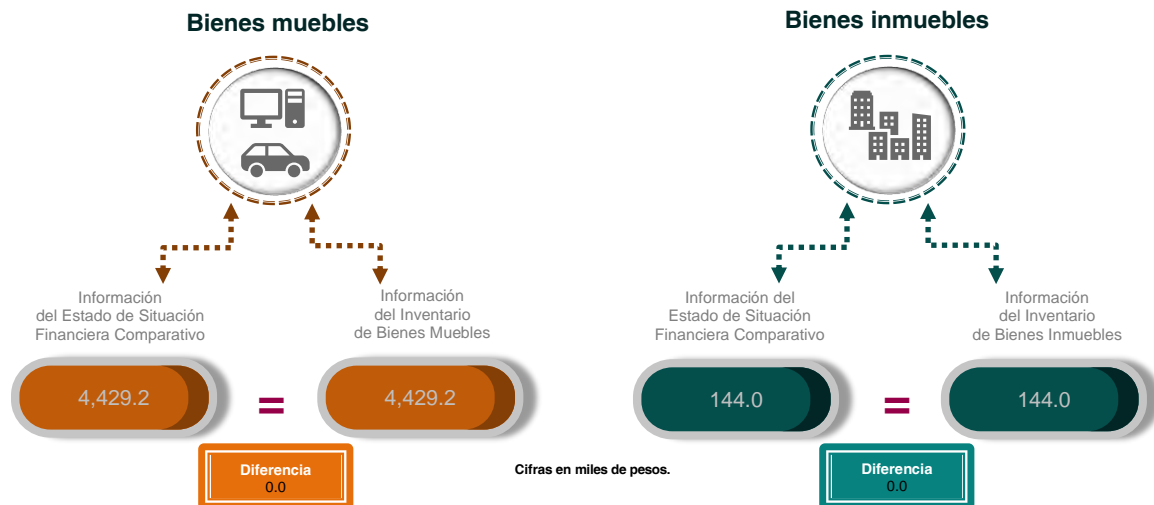 Bienes muebles
Información
del Estado de Situación
Financiera Comparativo
Información
del Inventario
de Bienes Muebles
4,429.2
=
4,429.2
Diferencia
0.0
Cifras en miles de pesos.
Bienes inmuebles
Información del
Estado de Situación
Financiera Comparativo
Información
del Inventario
de Bienes Inmuebles
144.0
=
144.0
Diferencia
0.0